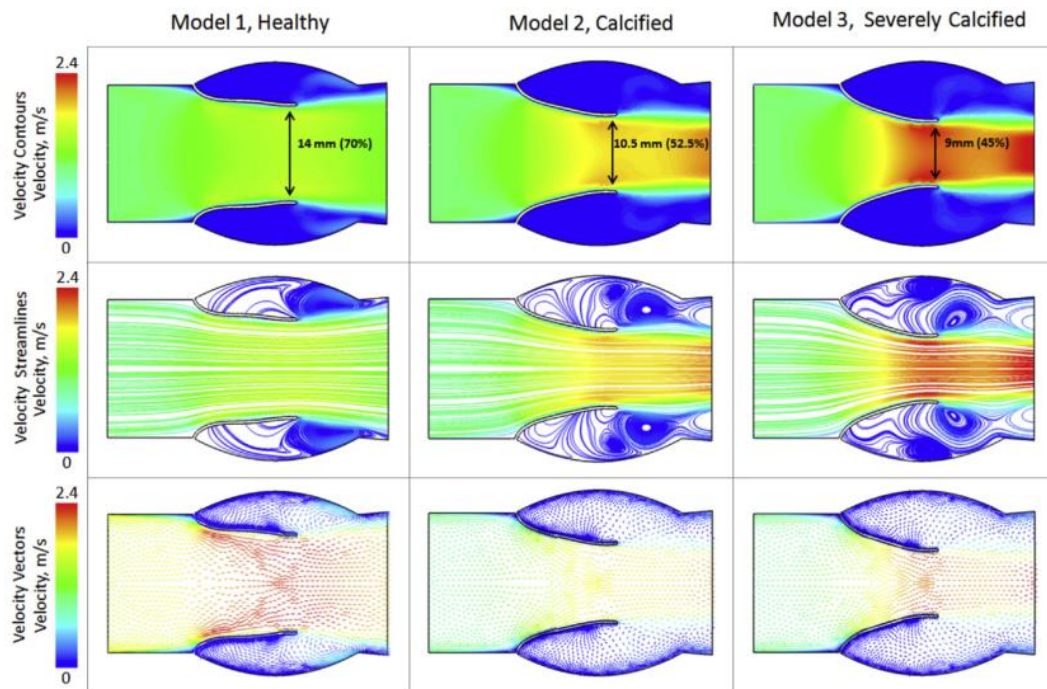 Model 1, Healthy
Model 2, Calcified
Model 3,  Severely Calcified
Velocity Contours
Velocity, m/s
2.4
0
14 mm (70%)
10.5 mm (52.5%)
9mm (45%)
Velocity  Streamlines
Velocity, m/s
2.4
0
Velocity Vectors
Velocity, m/s
2.4
0